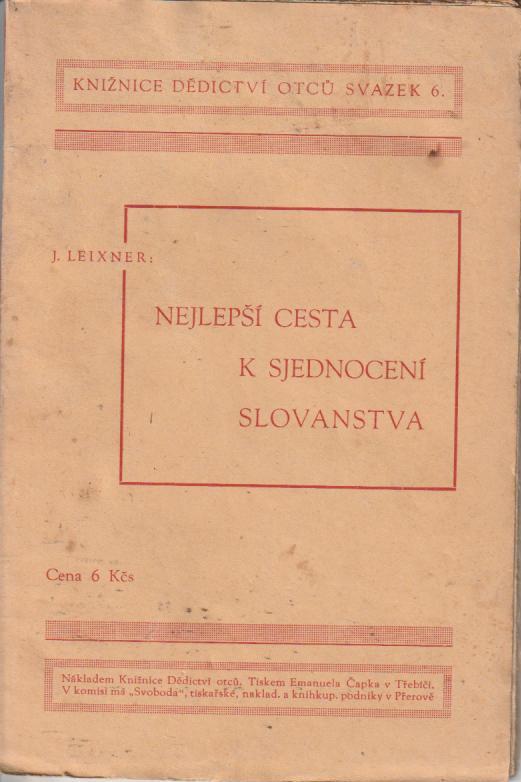 KNIŽNICE DĚDICTVÍ OTCŮ SVAZEK 6.
J. LEIXNER:
NEJLEPŠÍ CESTA
K SJEDNOCENÍ
SLOVANSTVA
Cena 6 Kčs
Nákladem Knižnice Dědictví otců. Tiskem Emanuela Čapka v Třebíči.
V komisi má „Svoboda“, tiskařské, naklad. a knihkup. podniky v Přerově